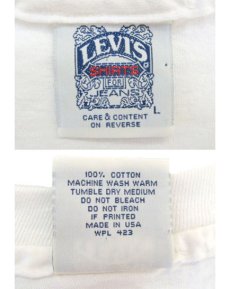 LEVI'S
SHIRTS
FOR
JEANS
L
CARE & CONTENT
ON REVERSE
100% COTTON
MACHINE WASH WARM
TUMBLE DRY MEDIUM
DO NOT BLEACH
DO NOT IRON
IF PRINTED
MADE IN USA
WPL 423